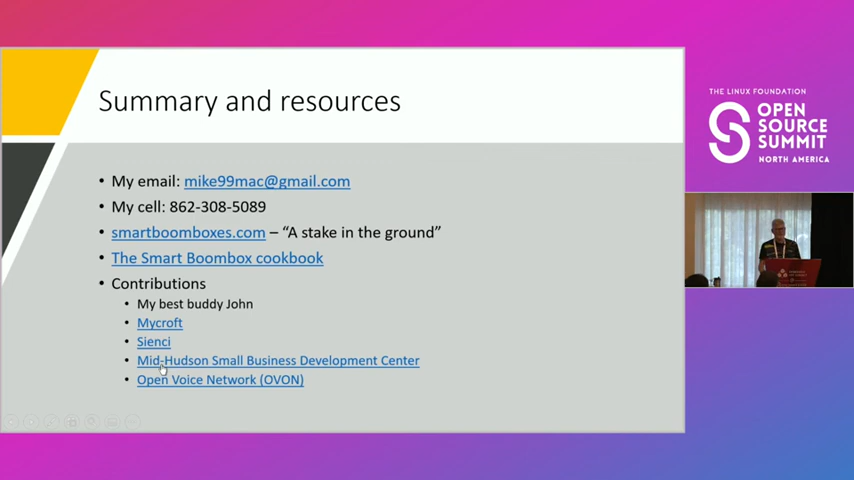 Summary and resources
• My email: mike99mac@gmail.com
• My cell: 862-308-5089
• smartboomboxes.com – “A stake in the ground”
• The Smart Boombox cookbook
• Contributions
• My best buddy John
• Mycroft
• Sienci
• Mid-Hudson Small Business Development Center
• Open Voice Network (OVON)
THE LINUX FOUNDATION
OPEN
SOURCE
SUMMIT
NORTH AMERICA